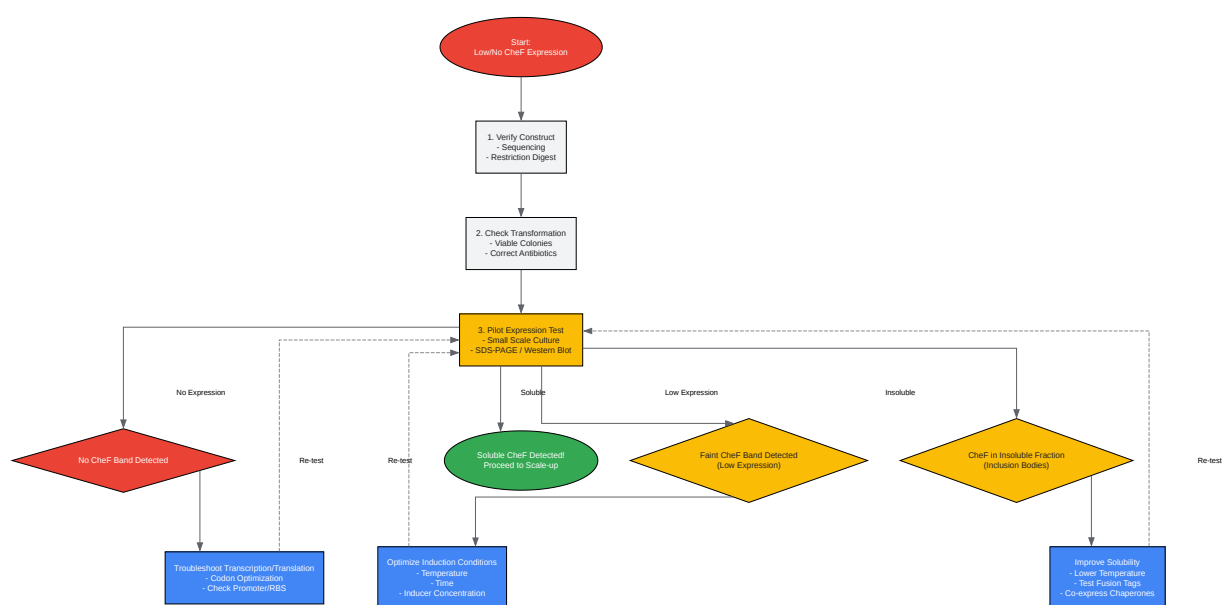 Start:
Low/No CheF Expression
1. Verify Construct
- Sequencing
- Restriction Digest
2. Check Transformation
- Viable Colonies
- Correct Antibiotics
3. Pilot Expression Test
- Small Scale Culture
- SDS-PAGE / Western Blot
No Expression
Soluble
Low Expression
Insoluble
No CheF Band Detected
Re-test
Re-test
Soluble CheF Detected!
Proceed to Scale-up
Faint CheF Band Detected
(Low Expression)
CheF in Insoluble Fraction
(Inclusion Bodies)
Re-test
Troubleshoot Transcription/Translation
- Codon Optimization
- Check Promoter/RBS
Optimize Induction Conditions
- Temperature
- Time
- Inducer Concentration
Improve Solubility
- Lower Temperature
- Test Fusion Tags
- Co-express Chaperones